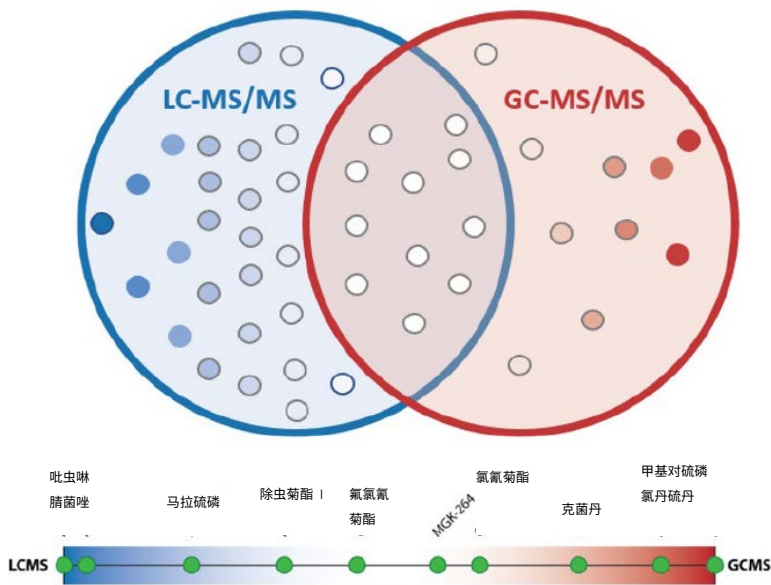 LC-MS/MS
GC-MS/MS
吡虫啉
腈菌唑
马拉硫磷
除虫菊酯 I
氟氯氰
菊酯
MGK-264
氯氰菊酯
克菌丹
甲基对硫磷
氯丹硫丹
LCMS
GCMS